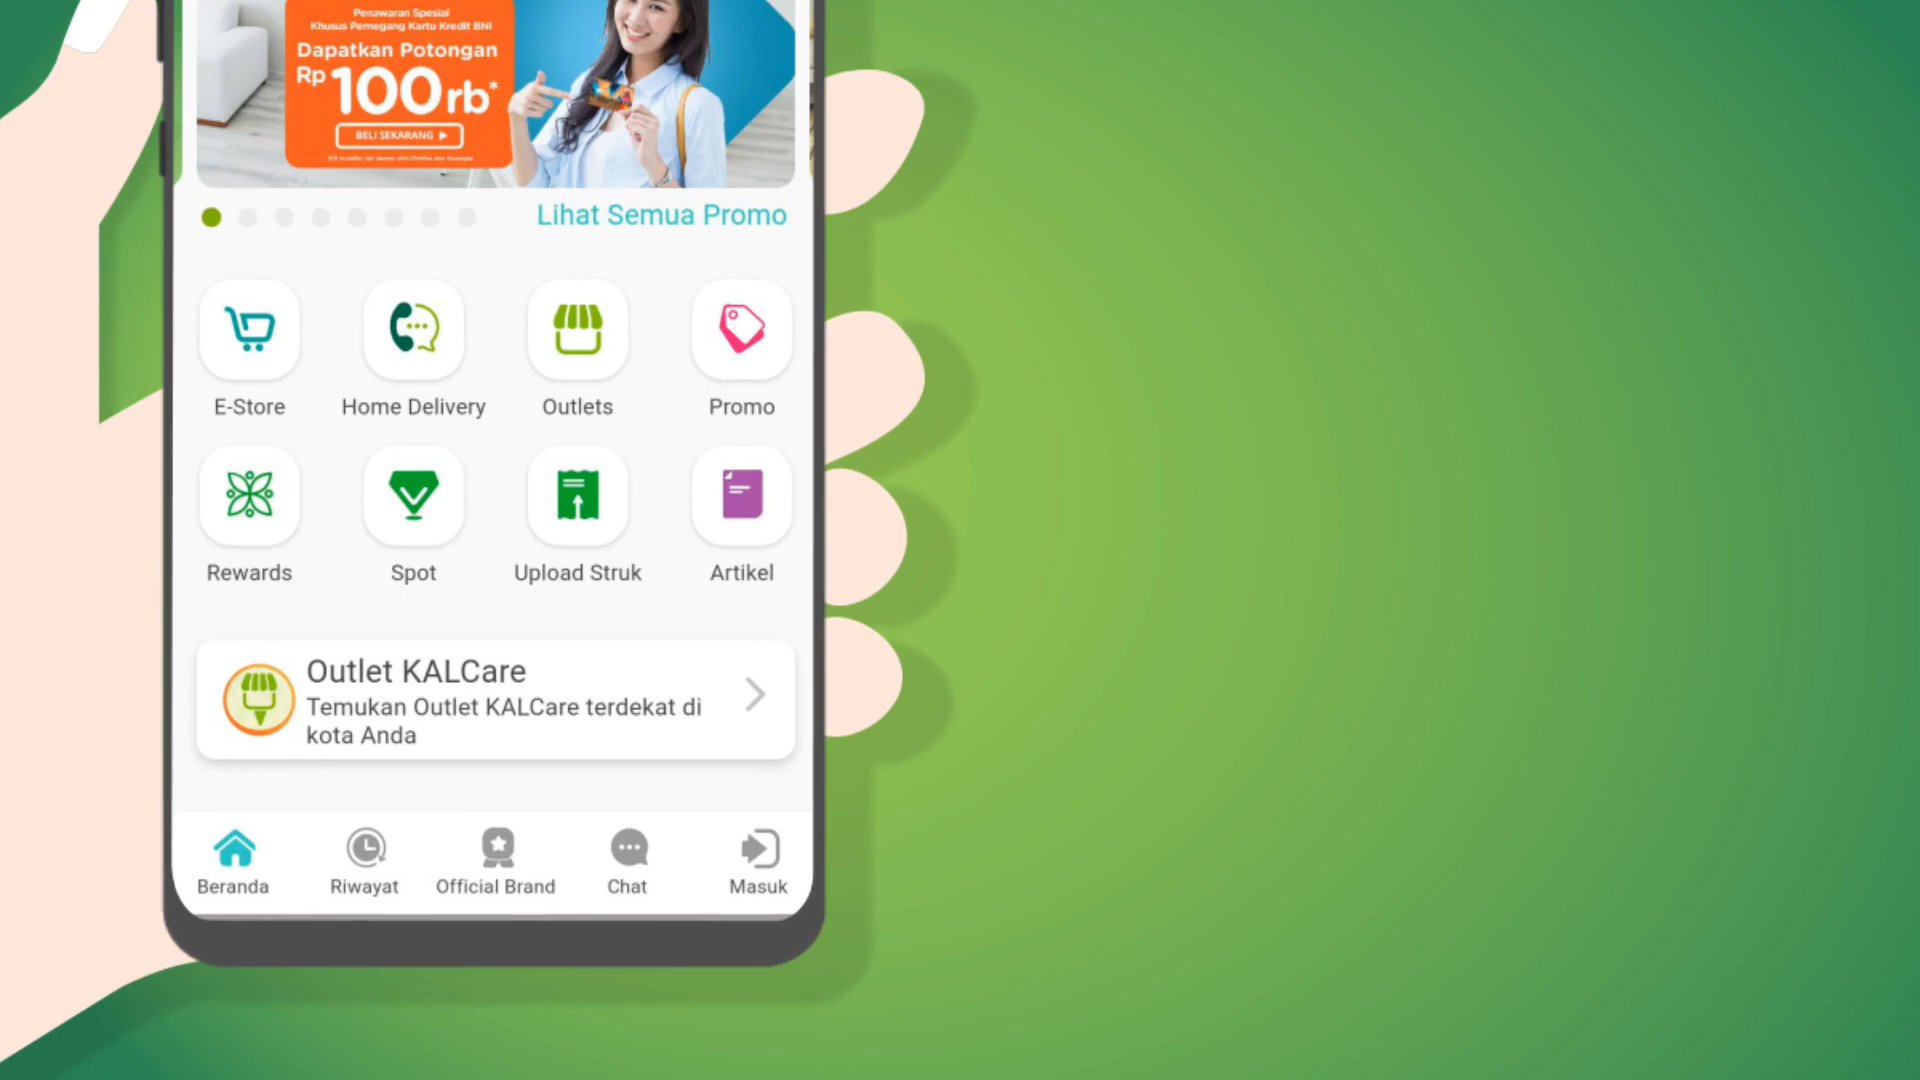 Penawaran Spesial
Khusus Pemegang Kartu Kredit BNI
Dapatkan Potongan
Rp 100rb*
BELI SEKARANG
Lihat Semua Promo
E-Store
Home Delivery
Outlets
Promo
Rewards
Spot
Upload Struk
Artikel
Outlet KALCare
Temukan Outlet KALCare terdekat di
kota Anda
Beranda
Riwayat
Official Brand
Chat
Masuk